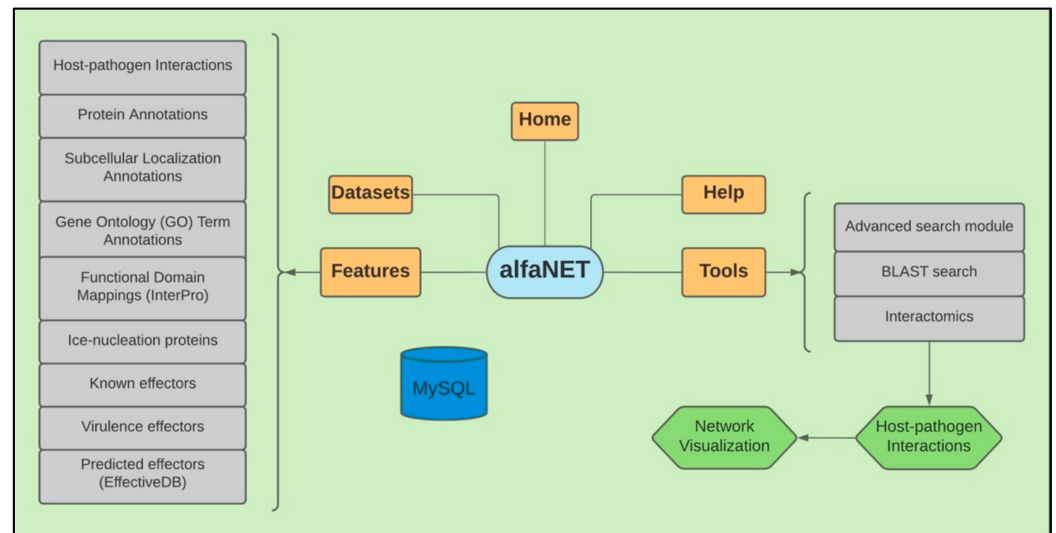 Host-pathogen Interactions
Protein Annotations
Subcellular Localization
Annotations
Gene Ontology (GO) Term
Annotations
Functional Domain
Mappings (InterPro)
Ice-nucleation proteins
Known effectors
Virulence effectors
Predicted effectors
(EffectiveDB)
Home
Datasets
Help
Features
alfaNET
Tools
MySQL
Advanced search module
BLAST search
Interactomics
Network
Visualization
Host-pathogen
Interactions